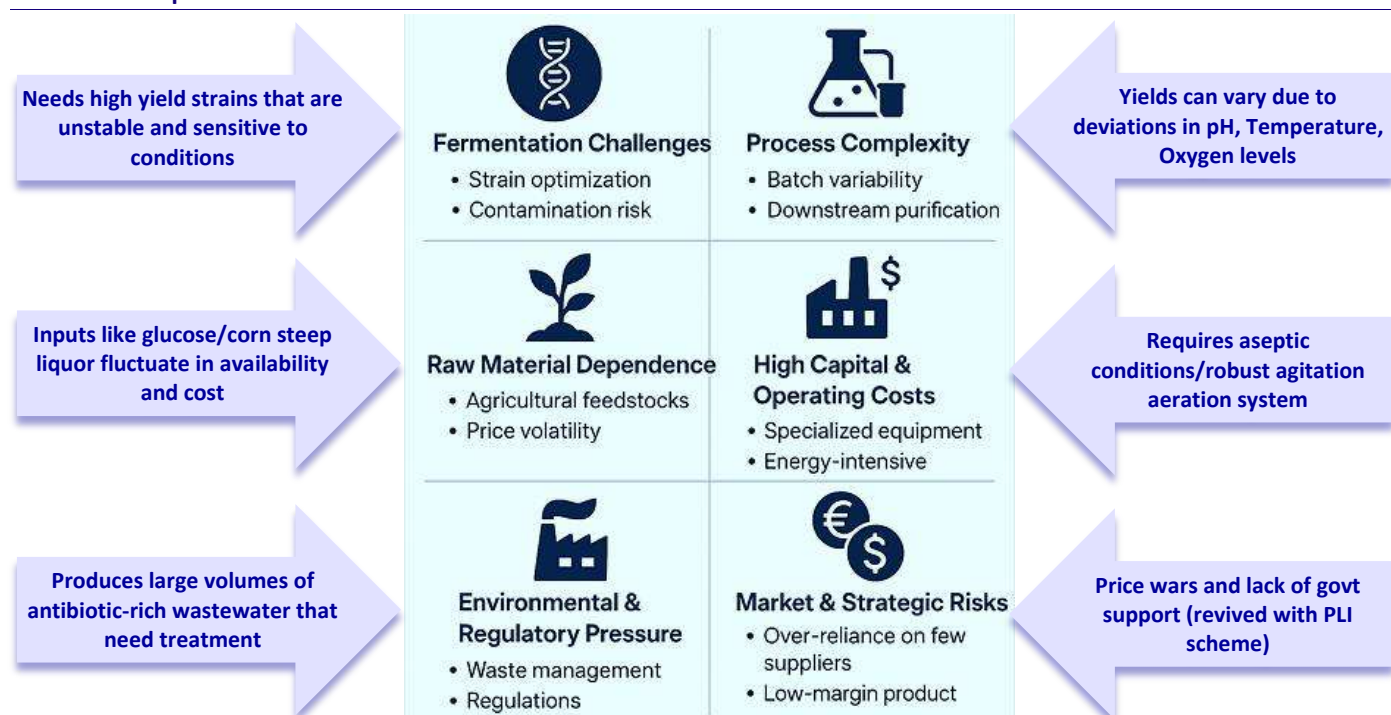 Needs high yield strains that are
unstable and sensitive to
conditions
Fermentation Challenges
• Strain optimization
• Contamination risk
Process Complexity
• Batch variability
• Downstream purification
Yields can vary due to
deviations in pH, Temperature,
Oxygen levels
Inputs like glucose/corn steep
liquor fluctuate in availability
and cost
Raw Material Dependence
• Agricultural feedstocks
• Price volatility
$
High Capital &
Operating Costs
• Specialized equipment
• Energy-intensive
Requires aseptic
conditions/robust agitation
aeration system
Produces large volumes of
antibiotic-rich wastewater that
need treatment
Environmental &
Regulatory Pressure
• Waste management
• Regulations
€
$
Market & Strategic Risks
• Over-reliance on few
suppliers
• Low-margin product
Price wars and lack of govt
support (revived with PLI
scheme)